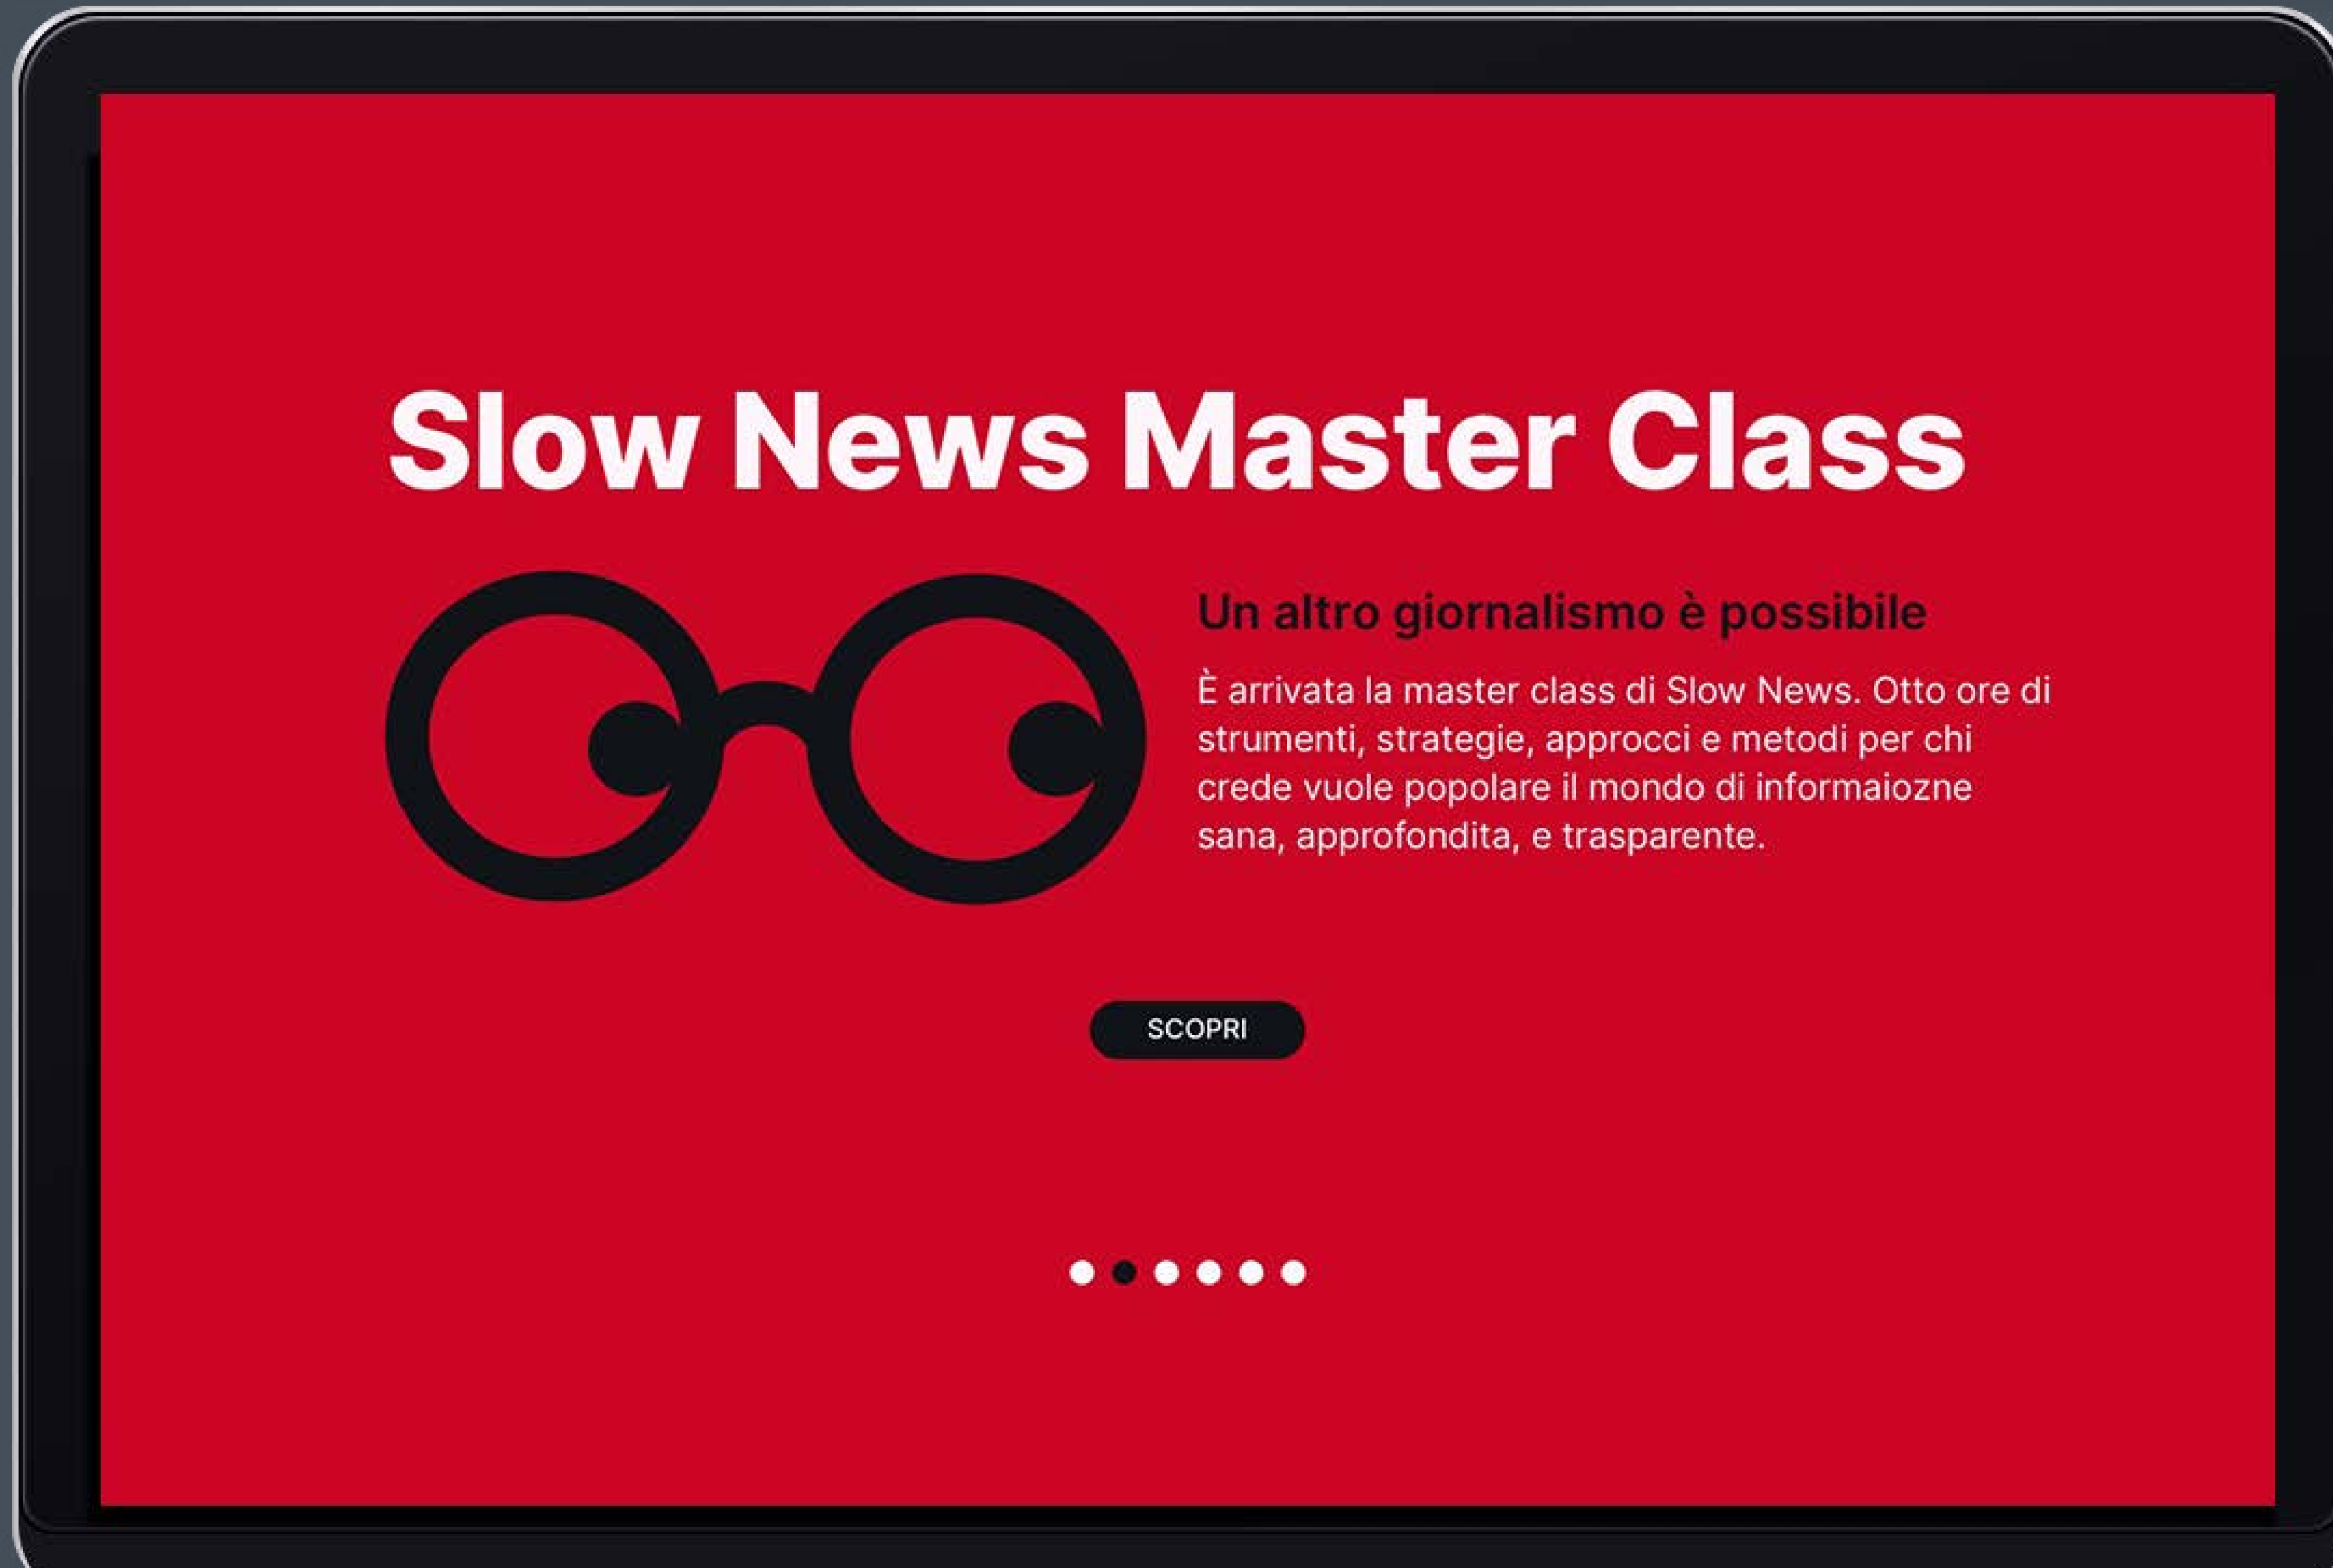 Slow News Master Class
Un altro giornalismo è possibile
È arrivata la master class di Slow News. Otto ore di
strumenti, strategie, approcci e metodi per chi
crede vuole popolare il mondo di informaiozne
sana, approfondita, e trasparente.
SCOPRI